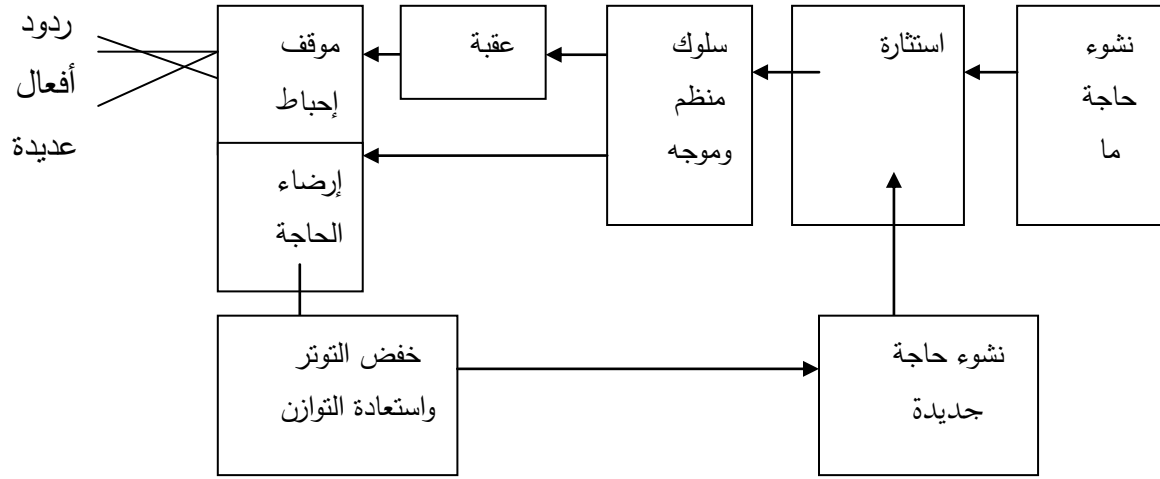 نشوء
حاجة
ما
استثارة
سلوك
منظم
وموجه
عقبة
موقف
إحباط
ردود
أفعال
عديدة
إرضاء
الحاجة
خفض التوتر
واستعادة التوازن
نشوء حاجة
جديدة